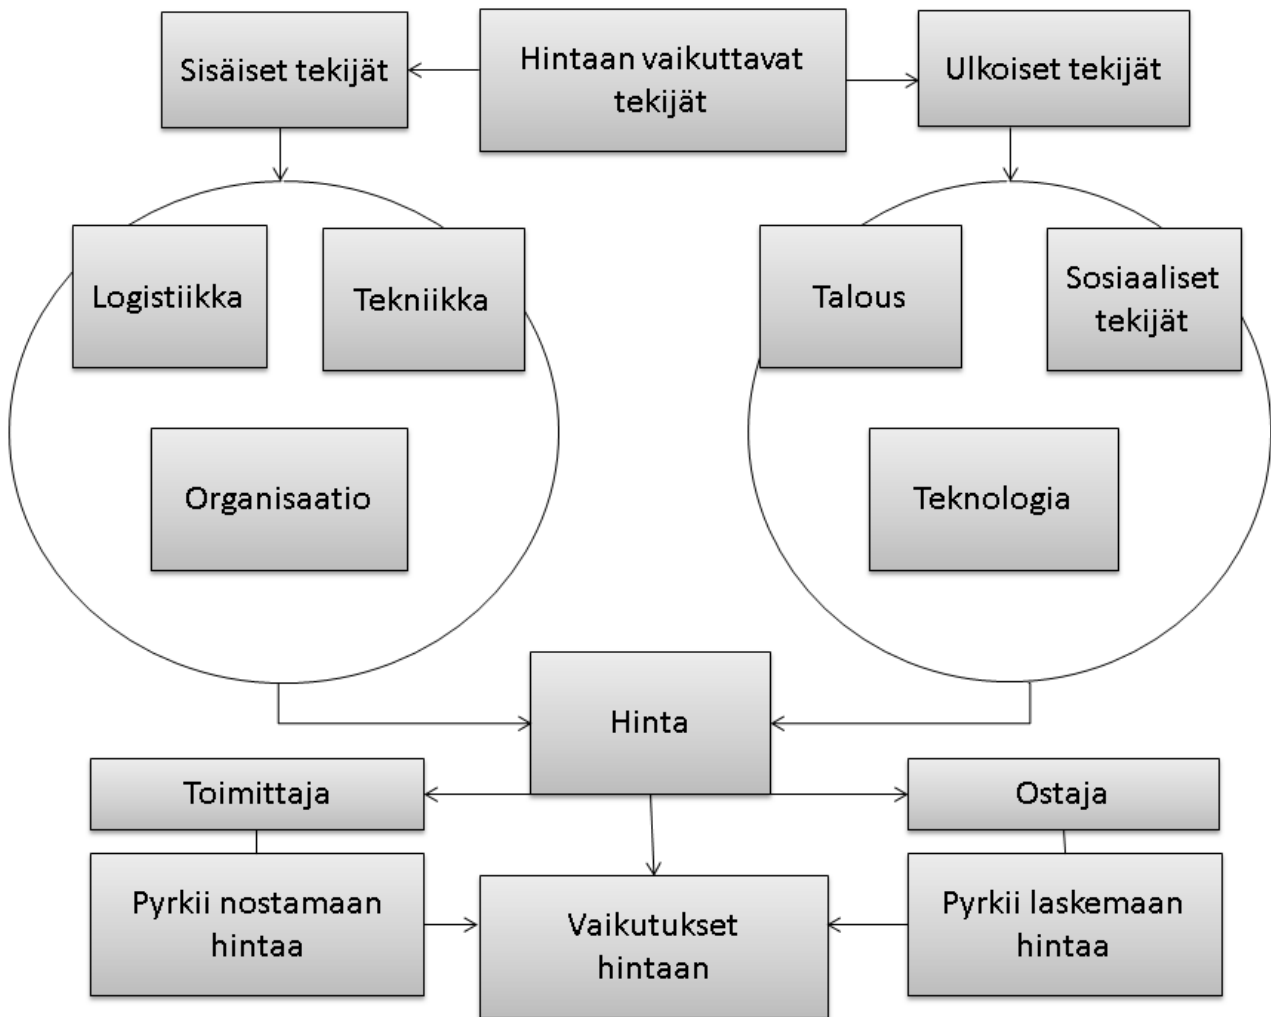 Sisäiset tekijät
Hintaan vaikuttavat
tekijät
Ulkoiset tekijät
Logistiikka
Tekniikka
Organisaatio
Talous
Sosiaaliset
tekijät
Teknologia
Hinta
Toimittaja
Ostaja
Pyrkii nostamaan
hintaa
Vaikutukset
hintaan
Pyrkii laskemaan
hintaa